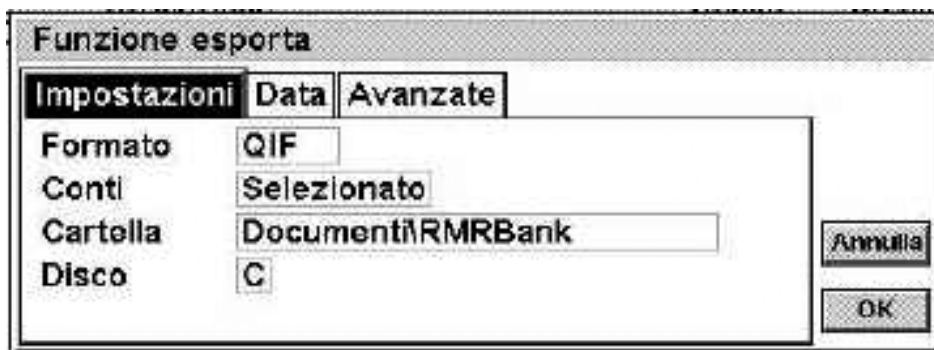 Funzione esporta
Impostazioni Data Avanzate
Formato QIF
Conti Selezionato
Cartella Documenti\RMRBank
Annulla
Disco C
OK